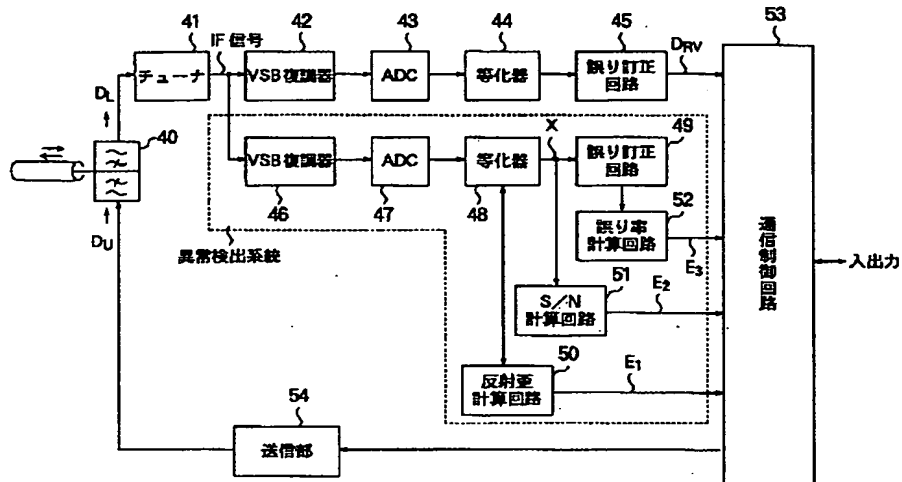 41
IF 信号
42
43
44
45
DRV
53
チューナ
VSB復調器
ADC
等化器
誤り訂正
回路
DL
40
X
49
VSB復調器
ADC
等化器
誤り訂正
回路
46
47
48
52
誤り率
計算回路
E3
DU
異常検出系統
51
S/N
計算回路
E2
通信制御回路
入出力
50
反射歪
計算回路
E1
54
送信部